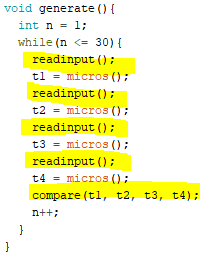 void generate(){
int n = 1;
while(n <= 30){
readinput();
t1 = micros();
readinput();
t2 = micros();
readinput();
t3 = micros();
readinput();
t4 = micros();
compare(t1, t2, t3, t4);
n++;
}
}